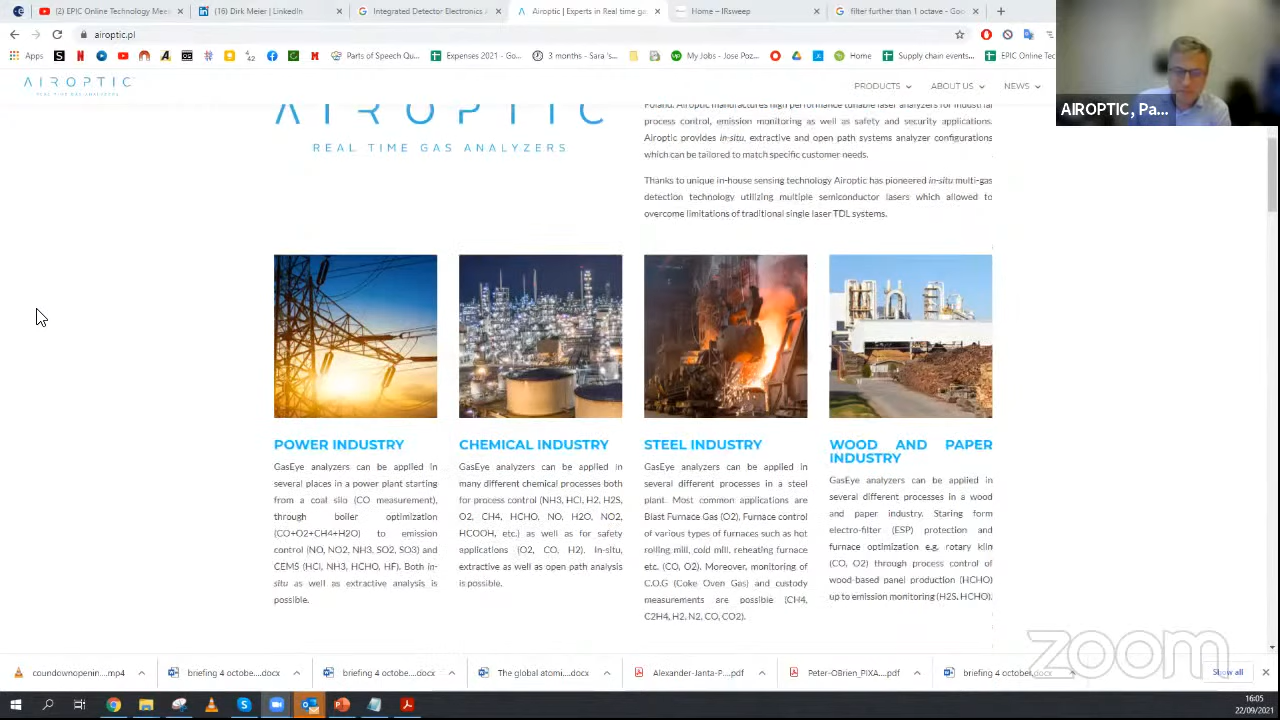 (2) EPIC Online Technology Mee
(16) Dirk Meier | LinkedIn
Integrated Detector Electronics A
Airoptic | Experts in Real time ga
Home – IRsweep
filter further than 1 octave - Goo
airoptic.pl
Apps
Parts of Speech Qu...
Expenses 2021 - Go...
3 months - Sara 's...
My Jobs - Jose Poz...
Home
Supply chain events...
EPIC Online Tec
AIROPTIC
REAL TIME GAS ANALYZERS
PRODUCTS
ABOUT US
NEWS
AIROPTIC, Pa...
AIROPTIC
REAL TIME GAS ANALYZERS
Poland. Airoptic manufactures high performance tunable laser analyzers for industrial
process control, emission monitoring as well as safety and security applications.
Airoptic provides in-situ, extractive and open path systems analyzer configurations
which can be tailored to match specific customer needs.
Thanks to unique in-house sensing technology Airoptic has pioneered in-situ multi-gas
detection technology utilizing multiple semiconductor lasers which allowed to
overcome limitations of traditional single laser TDL systems.
POWER INDUSTRY
GasEye analyzers can be applied in
several places in a power plant starting
from a coal silo (CO measurement),
through boiler optimization
(CO+O2+CH4+H2O) to emission
control (NO, NO2, NH3, SO2, SO3) and
CEMS (HCl, NH3, HCHO, HF). Both in-
situ as well as extractive analysis is
possible.
CHEMICAL INDUSTRY
GasEye analyzers can be applied in
many different chemical processes both
for process control (NH3, HCl, H2, H2S,
O2, CH4, HCHO, NO, H2O, NO2,
HCOOH, etc.) as well as for safety
applications (O2, CO, H2). In-situ,
extractive as well as open path analysis
is possible.
STEEL INDUSTRY
GasEye analyzers can be applied in
several different processes in a steel
plant. Most common applications are
Blast Furnace Gas (O2), Furnace control
of various types of furnaces such as hot
rolling mill, cold mill, reheating furnace
etc. (CO, O2). Moreover, monitoring of
C.O.G (Coke Oven Gas) and custody
measurements are possible (CH4,
C2H4, H2, N2, CO, CO2).
WOOD AND PAPER
INDUSTRY
GasEye analyzers can be applied in
several different processes in a wood
and paper industry. Staring form
electro-filter (ESP) protection and
furnace optimization e.g. rotary kiln
(CO, O2) through process control of
wood-based panel production (HCHO)
up to emission monitoring (H2S, HCHO).
zoom
coundownopenin....mp4
briefing 4 octobe....docx
briefing 4 octobe....docx
The global atomi....docx
Alexander-Janta-P....pdf
Peter-OBrien_PIXA....pdf
briefing 4 october.docx
Show all
16:05
22/09/2021